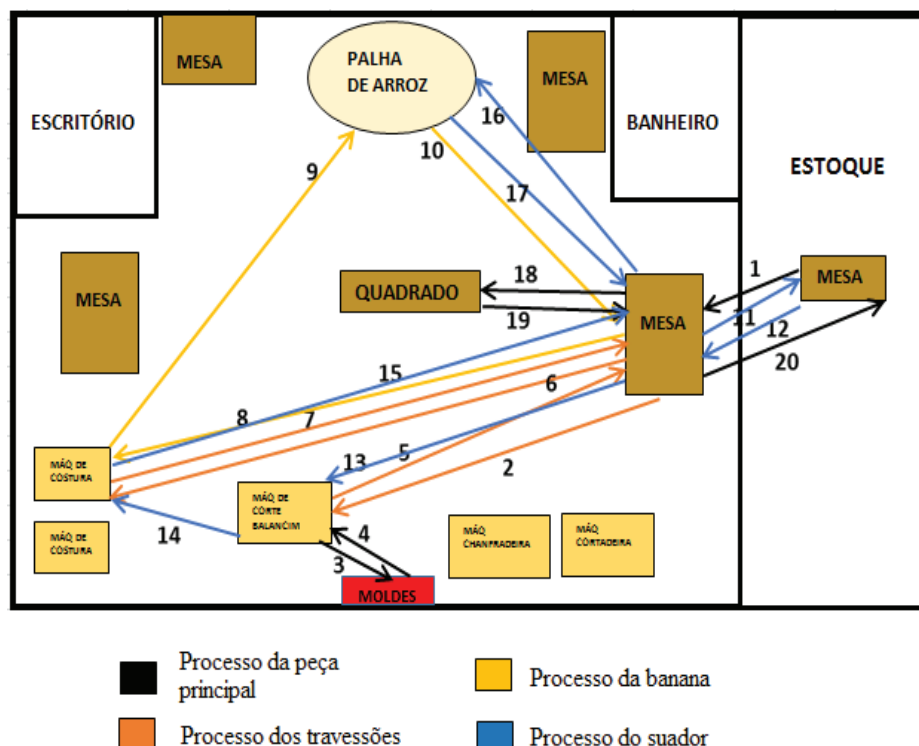 MESA
PALHA
DE ARROZ
MESA
ESCRITÓRIO
BANHEIRO
16
ESTOQUE
9
10
17
MESA
QUADRADO
18
19
MESA
1
MESA
11
12
20
15
6
8
7
13
5
2
MÁQ DE
COSTURA
MÁQ DE
COSTURA
14
MÁQ DE
CORTE
BALANCIM
4
3
MOLDES
MÁQ
CHANFRADEIRA
MÁQ
CORTADEIRA
Processo da peça
principal
Processo da banana
Processo dos travessões
Processo do suador